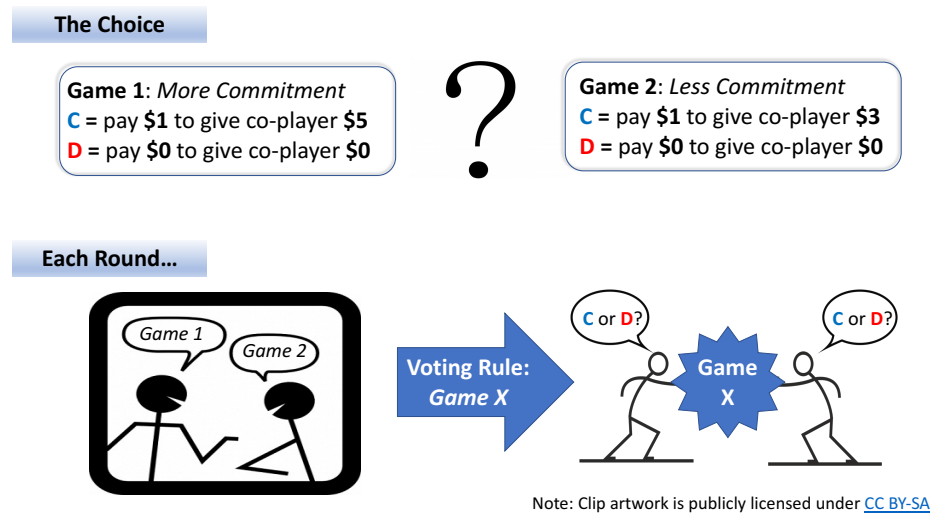 The Choice
Game 1: More Commitment
C = pay $1 to give co-player $5
D = pay $0 to give co-player $0
?
Game 2: Less Commitment
C = pay $1 to give co-player $3
D = pay $0 to give co-player $0
Each Round...
Game 1
Game 2
Voting Rule:
Game X
C or D?
Game
X
C or D?
Note: Clip artwork is publicly licensed under CC BY-SA